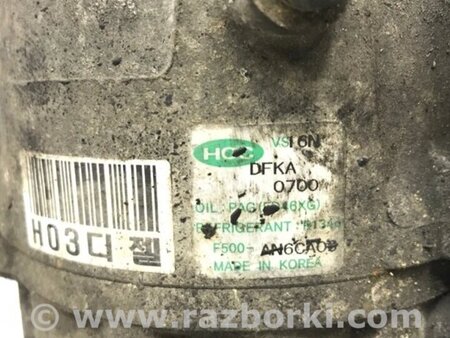 HCC VS16N
DFKA
0700
OIL : PAG(FD46XG)
REFRIGERANT : R134a
F500-AN6CA03
MADE IN KOREA
H03디젤
www.razborki.com